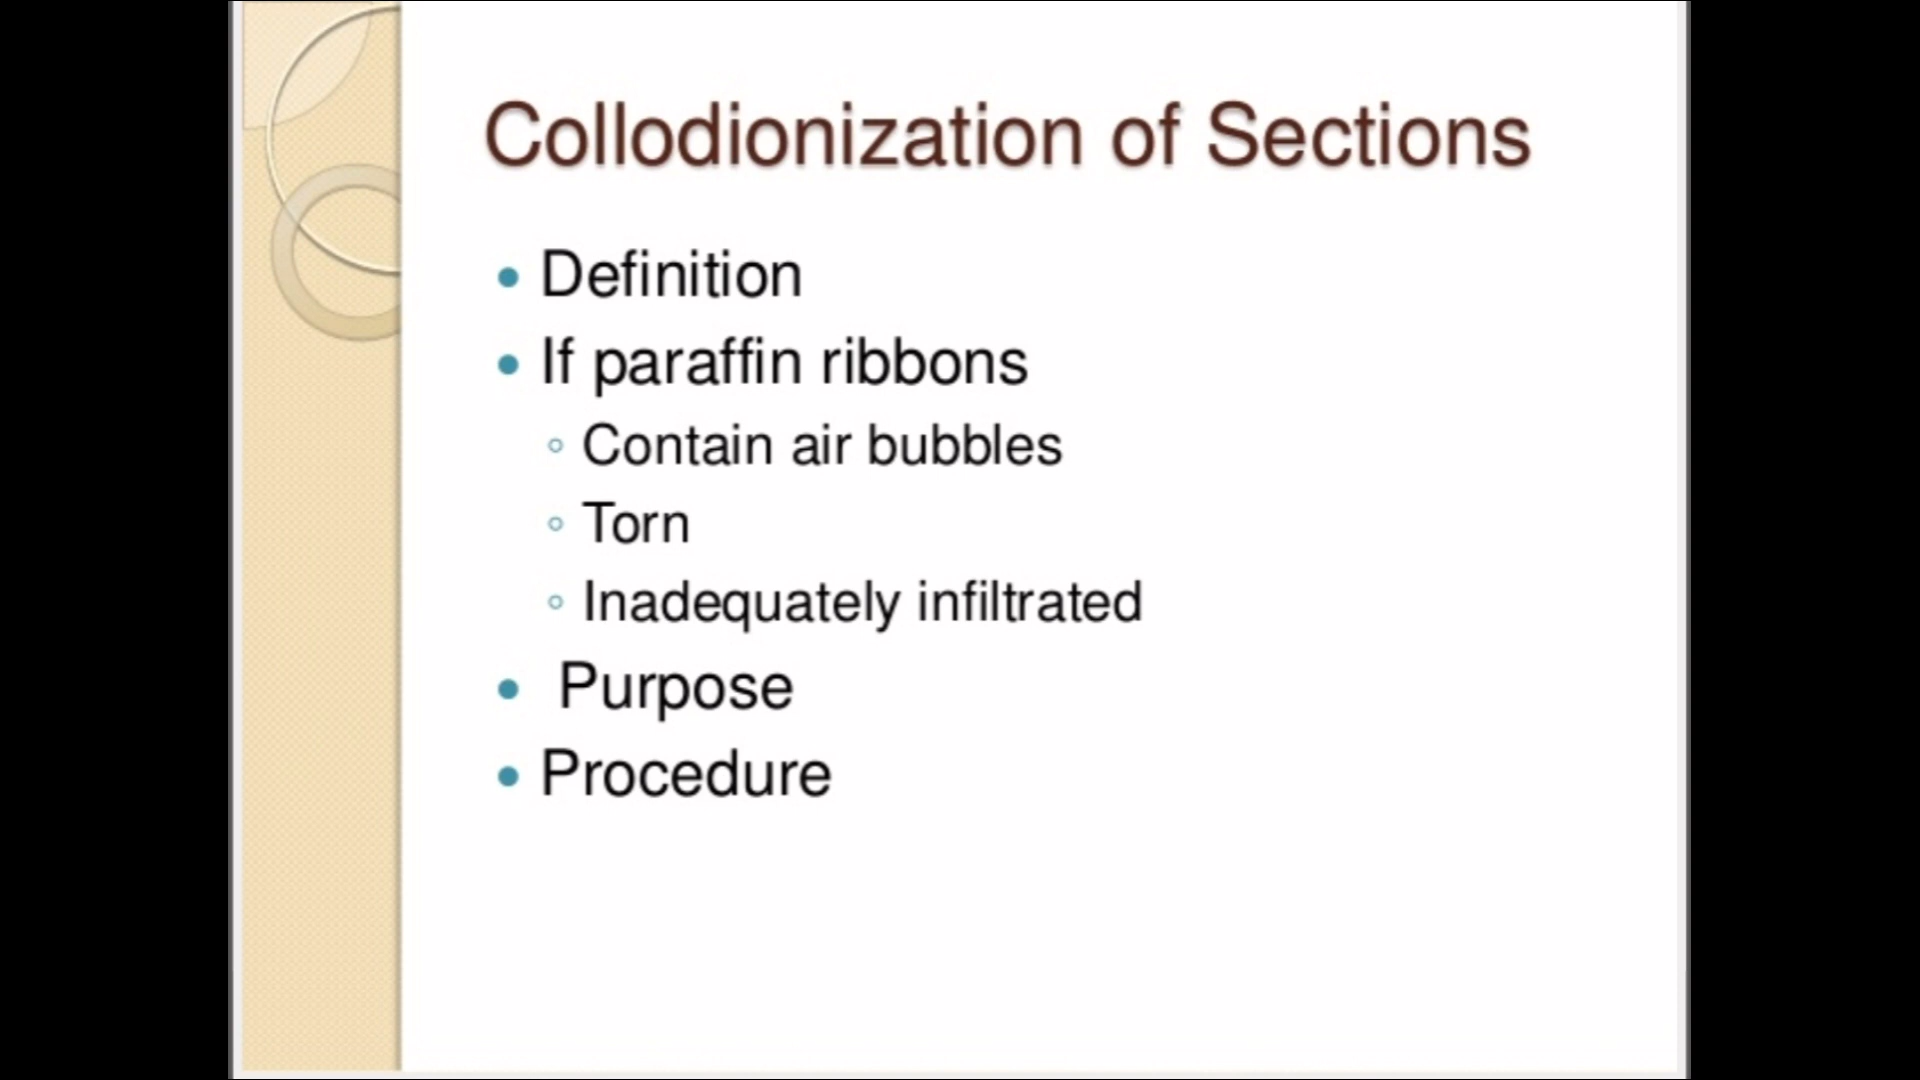 Collodionization of Sections
• Definition
• If paraffin ribbons
◦ Contain air bubbles
◦ Torn
◦ Inadequately infiltrated
• Purpose
• Procedure